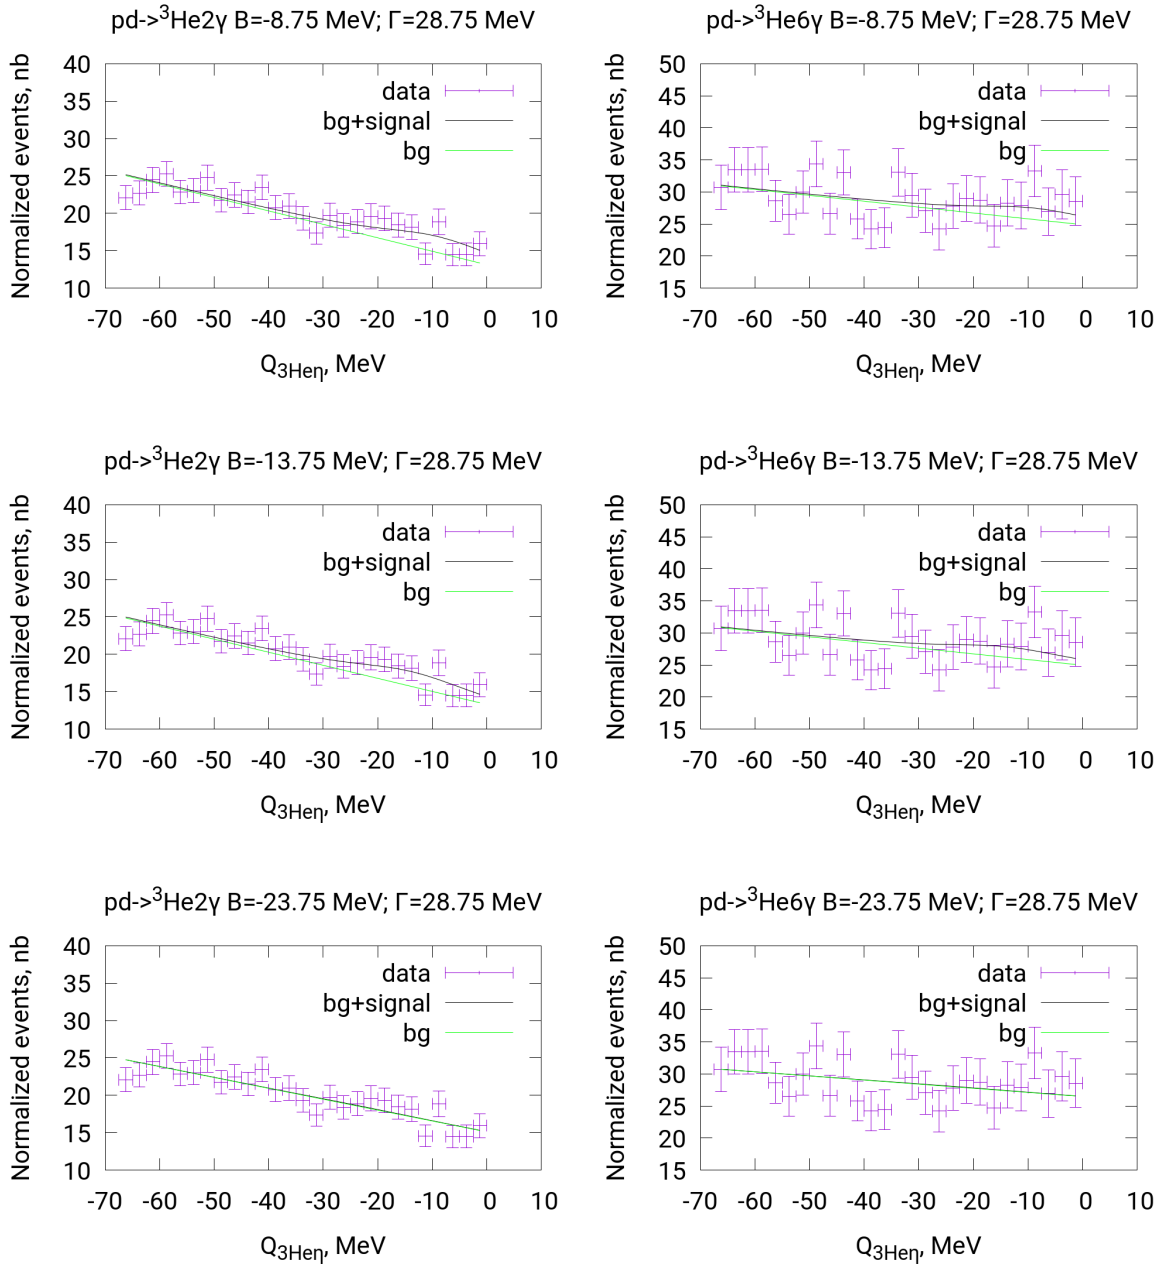 pd->³He2γ B=-8.75 MeV; Γ=28.75 MeV
Normalized events, nb
40
35
30
25
20
15
10
data
bg+signal
bg
-70 -60 -50 -40 -30 -20 -10 0 10
Q3Heη, MeV
pd->³He6γ B=-8.75 MeV; Γ=28.75 MeV
Normalized events, nb
50
45
40
35
30
25
20
15
data
bg+signal
bg
-70 -60 -50 -40 -30 -20 -10 0 10
Q3Heη, MeV
pd->³He2γ B=-13.75 MeV; Γ=28.75 MeV
Normalized events, nb
40
35
30
25
20
15
10
data
bg+signal
bg
-70 -60 -50 -40 -30 -20 -10 0 10
Q3Heη, MeV
pd->³He6γ B=-13.75 MeV; Γ=28.75 MeV
Normalized events, nb
50
45
40
35
30
25
20
15
data
bg+signal
bg
-70 -60 -50 -40 -30 -20 -10 0 10
Q3Heη, MeV
pd->³He2γ B=-23.75 MeV; Γ=28.75 MeV
Normalized events, nb
40
35
30
25
20
15
10
data
bg+signal
bg
-70 -60 -50 -40 -30 -20 -10 0 10
Q3Heη, MeV
pd->³He6γ B=-23.75 MeV; Γ=28.75 MeV
Normalized events, nb
50
45
40
35
30
25
20
15
data
bg+signal
bg
-70 -60 -50 -40 -30 -20 -10 0 10
Q3Heη, MeV